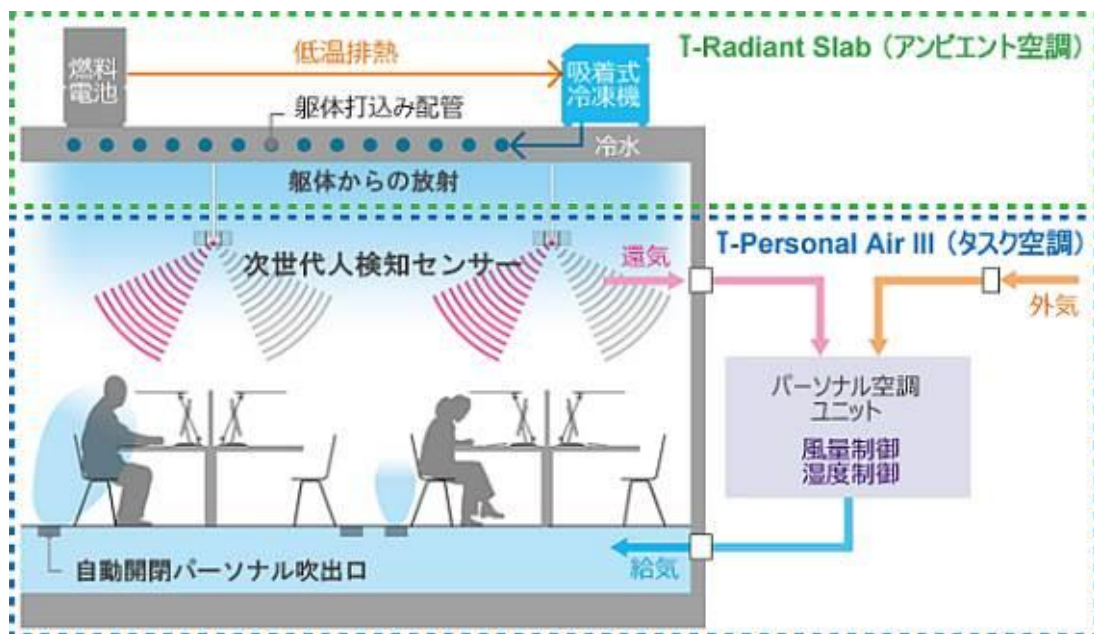 T-Radiant Slab（アンビエント空調）
燃料
電池
低温排熱
吸着式
冷凍機
躯体打込み配管
冷水
躯体からの放射
T-Personal Air III（タスク空調）
次世代人検知センサー
還気
外気
パーソナル空調
ユニット
風量制御
湿度制御
自動開閉パーソナル吹出口
給気